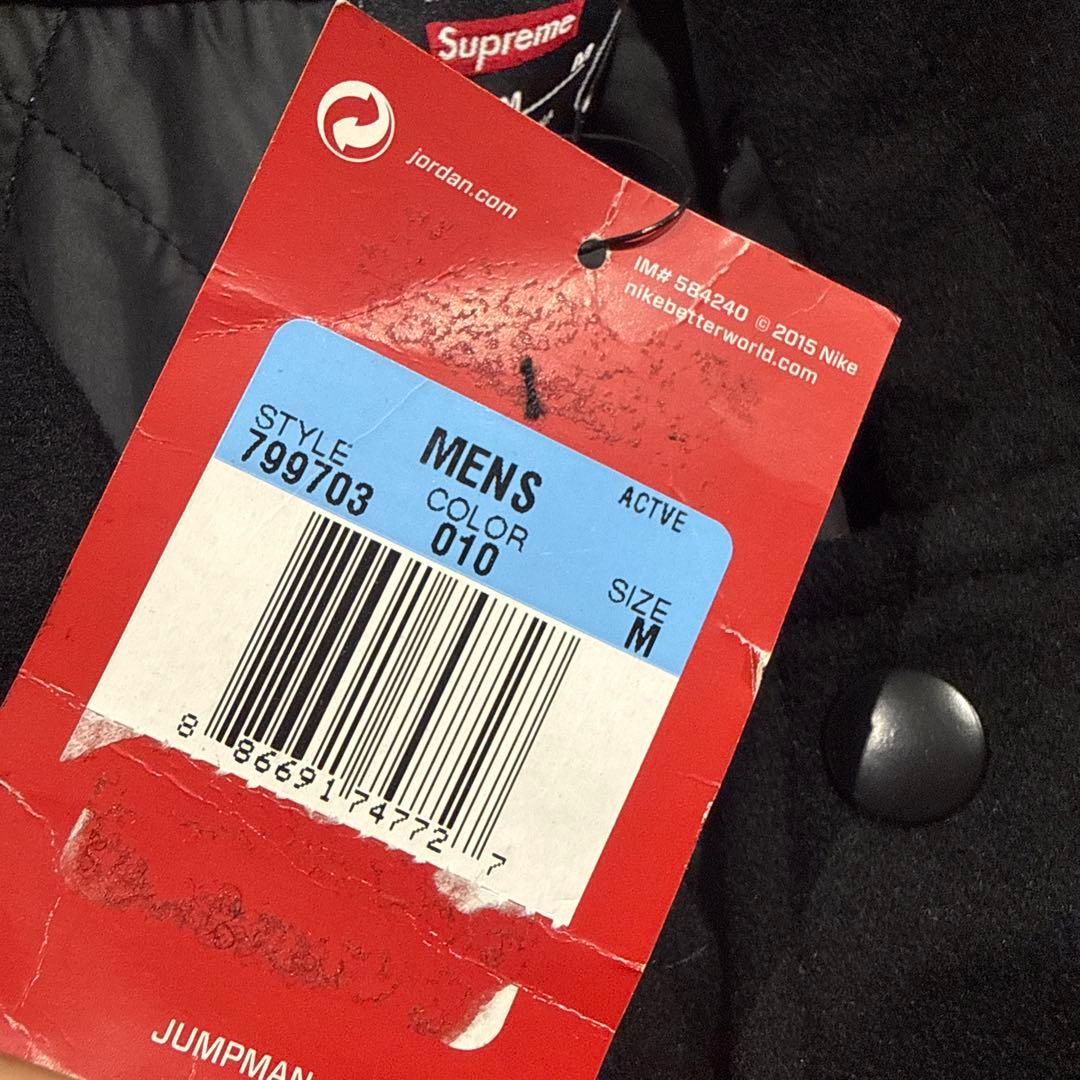 Supreme
jordan.com
IM# 584240 © 2015 Nike
nikebetterworld.com
STYLE
799703
MENS
COLOR
010
ACTVE
SIZE
M
8 86691 74772 7
JUMPMAN